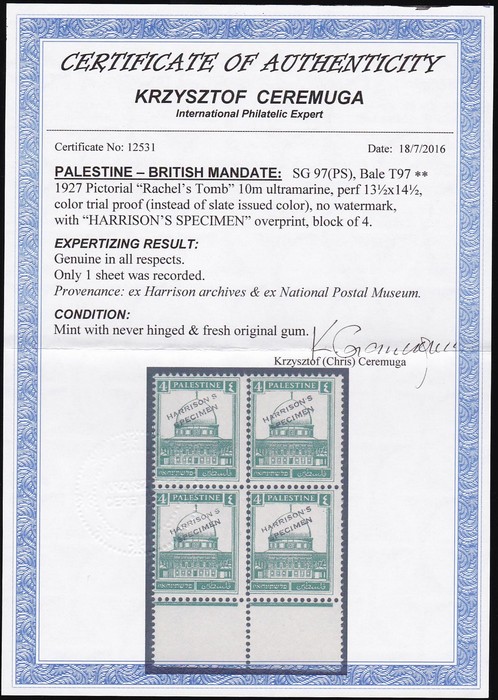 CERTIFICATE OF AUTHENTICITY
KRZYSZTOF CEREMUGA
International Philatelic Expert
Certificate No: 12531 Date: 18/7/2016
PALESTINE – BRITISH MANDATE: SG 97(PS), Bale T97 **
1927 Pictorial “Rachel’s Tomb” 10m ultramarine, perf 13½x14½,
color trial proof (instead of slate issued color), no watermark,
with “HARRISON’S SPECIMEN” overprint, block of 4.
EXPERTIZING RESULT:
Genuine in all respects.
Only 1 sheet was recorded.
Provenance: ex Harrison archives & ex National Postal Museum.
CONDITION:
Mint with never hinged & fresh original gum.
Krzysztof (Chris) Ceremuga
4 PALESTINE ٤ 4 PALESTINE ٤
HARRISON'S HARRISON'S
SPECIMEN SPECIMEN
4 PALESTINE ٤ 4 PALESTINE ٤
HARRISON'S HARRISON'S
SPECIMEN SPECIMEN